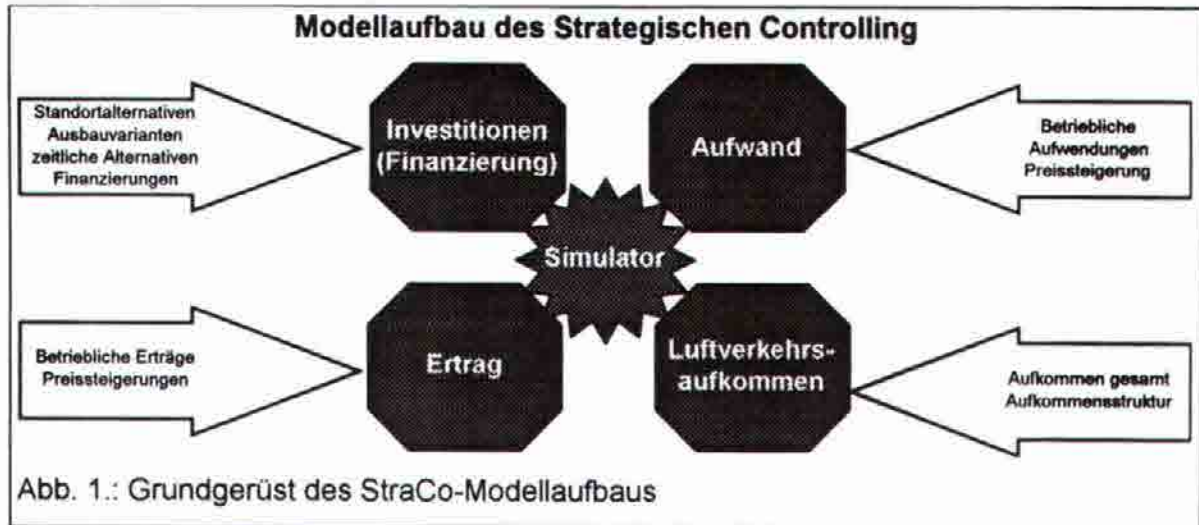 Modellaufbau des Strategischen Controlling
Standortalternativen
Ausbauvarianten
zeitliche Alternativen
Finanzierungen
Investitionen
(Finanzierung)
Aufwand
Betriebliche
Aufwendungen
Preissteigerung
Simulator
Betriebliche Erträge
Preissteigerungen
Ertrag
Luftverkehrs-
aufkommen
Aufkommen gesamt
Aufkommensstruktur
Abb. 1.: Grundgerüst des StraCo-Modellaufbaus